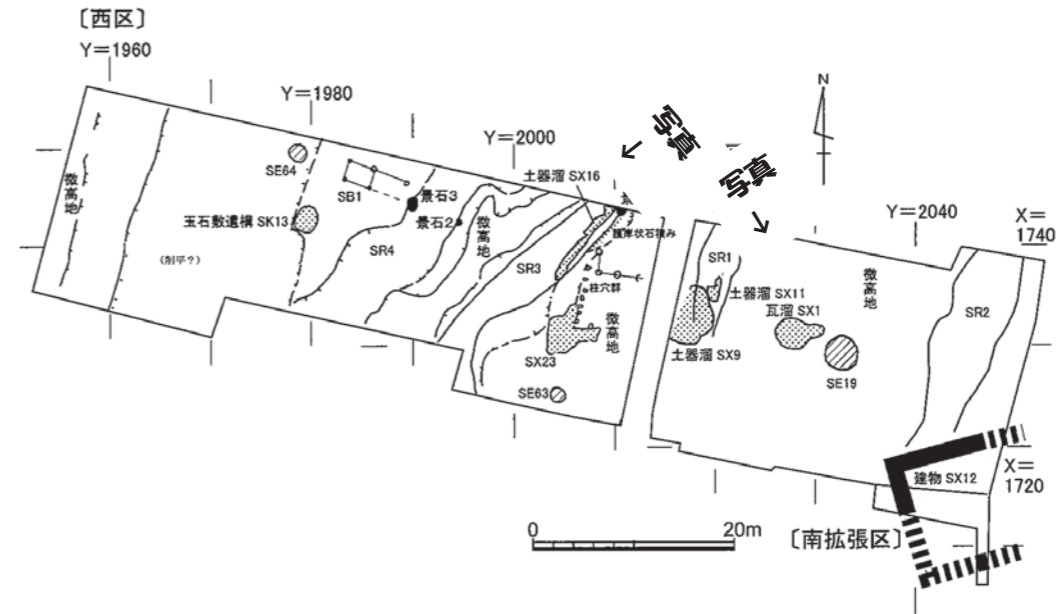 〔西区〕
Y＝1960
Y＝1980
Y＝2000
写真
写真
N
Y＝2040
X＝
1740
微高地
SE64
SB1
景石3
景石2
玉石敷遺構 SK13
（削平？）
SR4
微高地
SR3
土器溜 SX16
護岸状石積み
柱穴群
微高地
SX23
SE63
SR1
土器溜 SX11
土器溜 SX9
瓦溜 SX1
SE19
微高地
SR2
建物 SX12
X＝
1720
0 20m
〔南拡張区〕